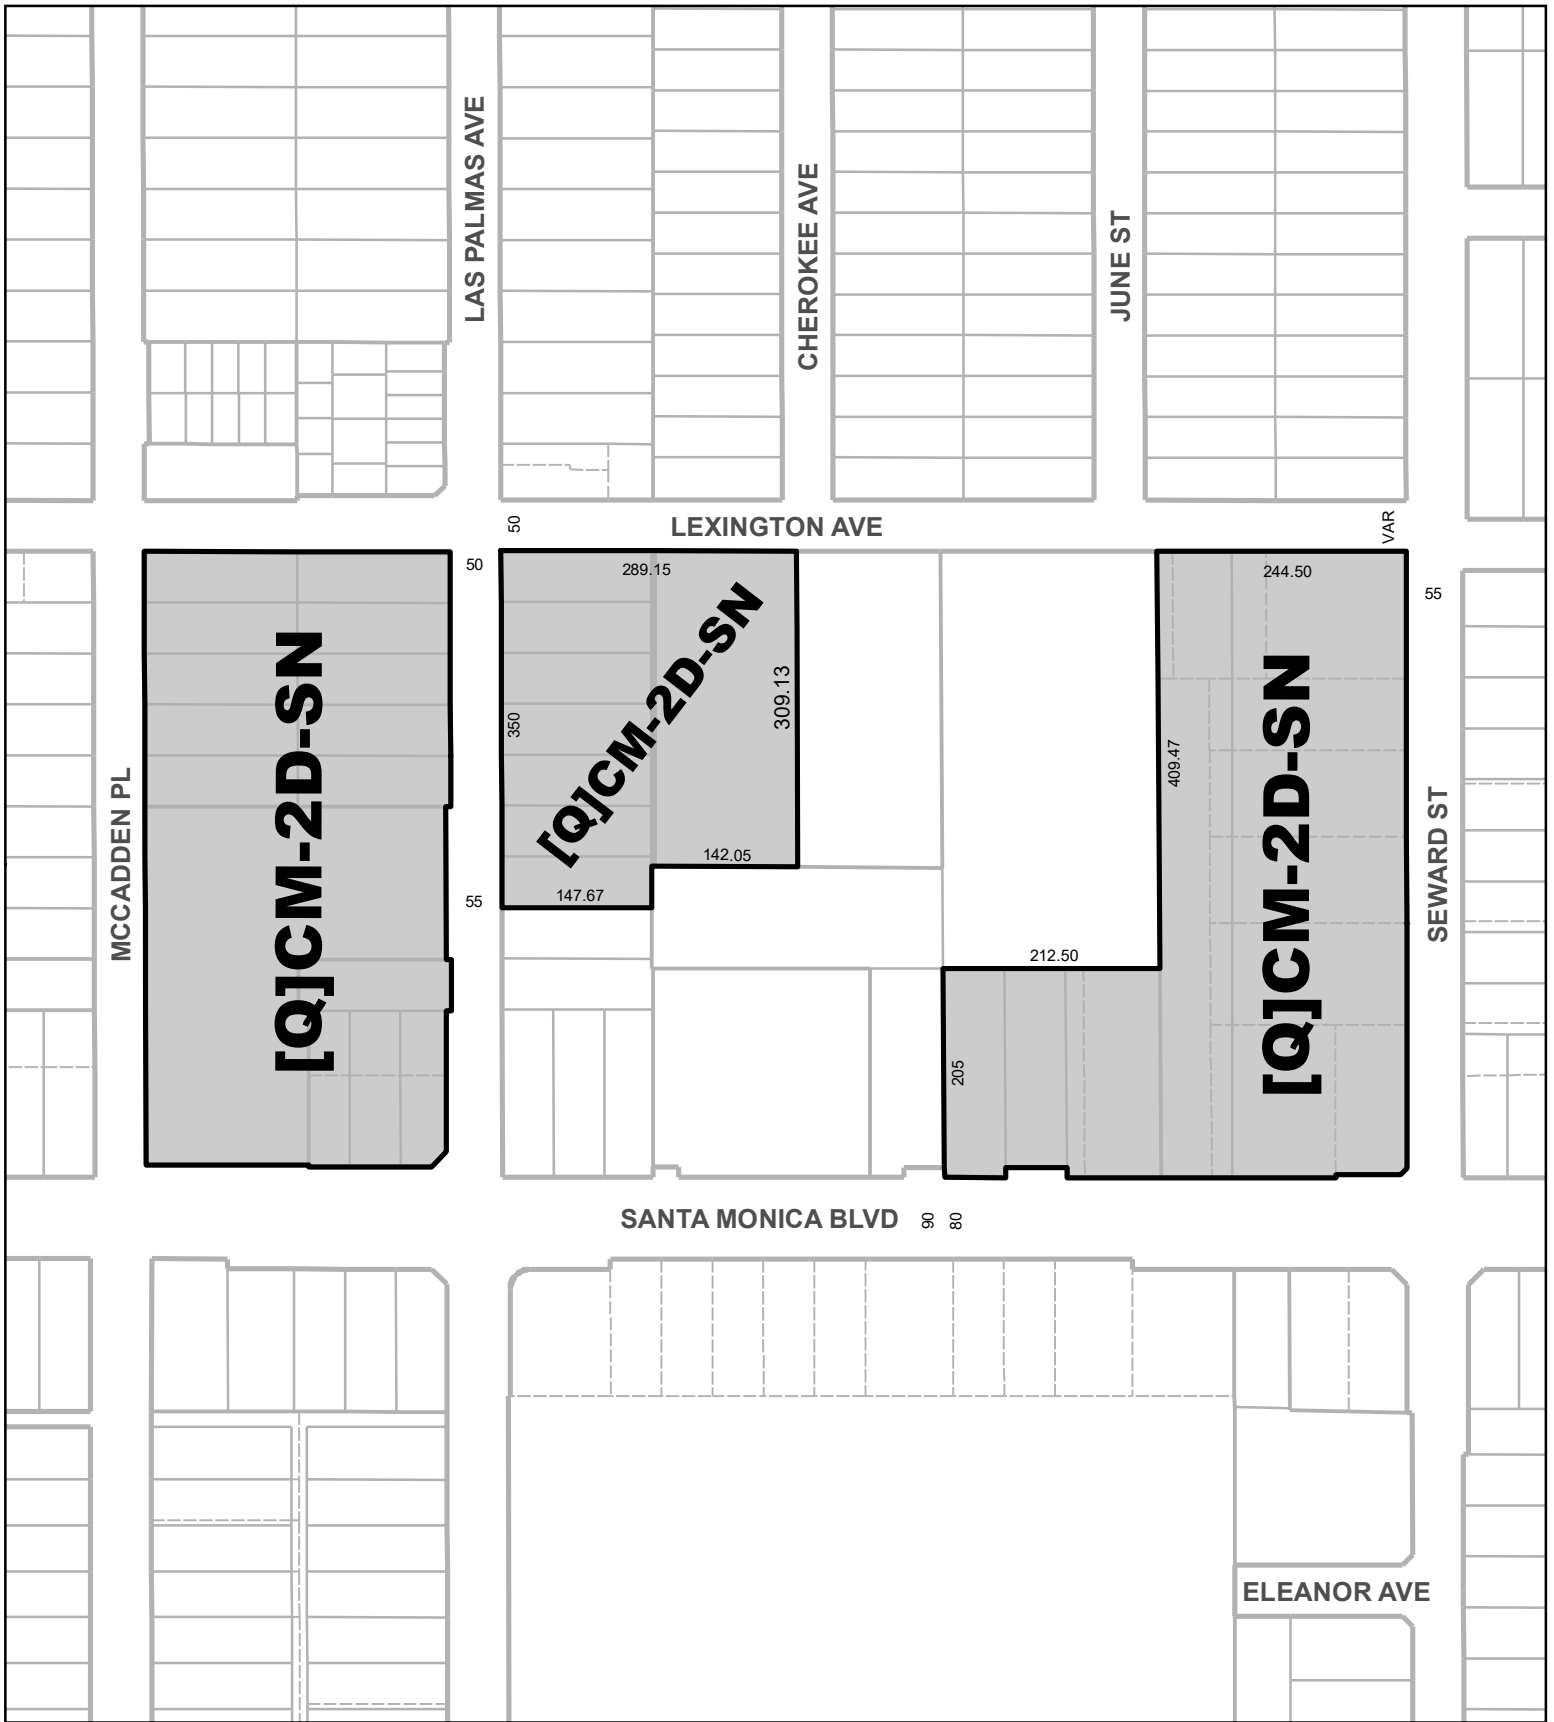 LAS PALMAS AVE
CHEROKEE AVE
JUNE ST
50
LEXINGTON AVE
VAR
50
289.15
244.50
55
[Q]CM-2D-SN
[Q]CM-2D-SN
[Q]CM-2D-SN
309.13
350
409.47
MCCADDEN PL
SEWARD ST
142.05
147.67
55
212.50
205
SANTA MONICA BLVD
90
80
ELEANOR AVE